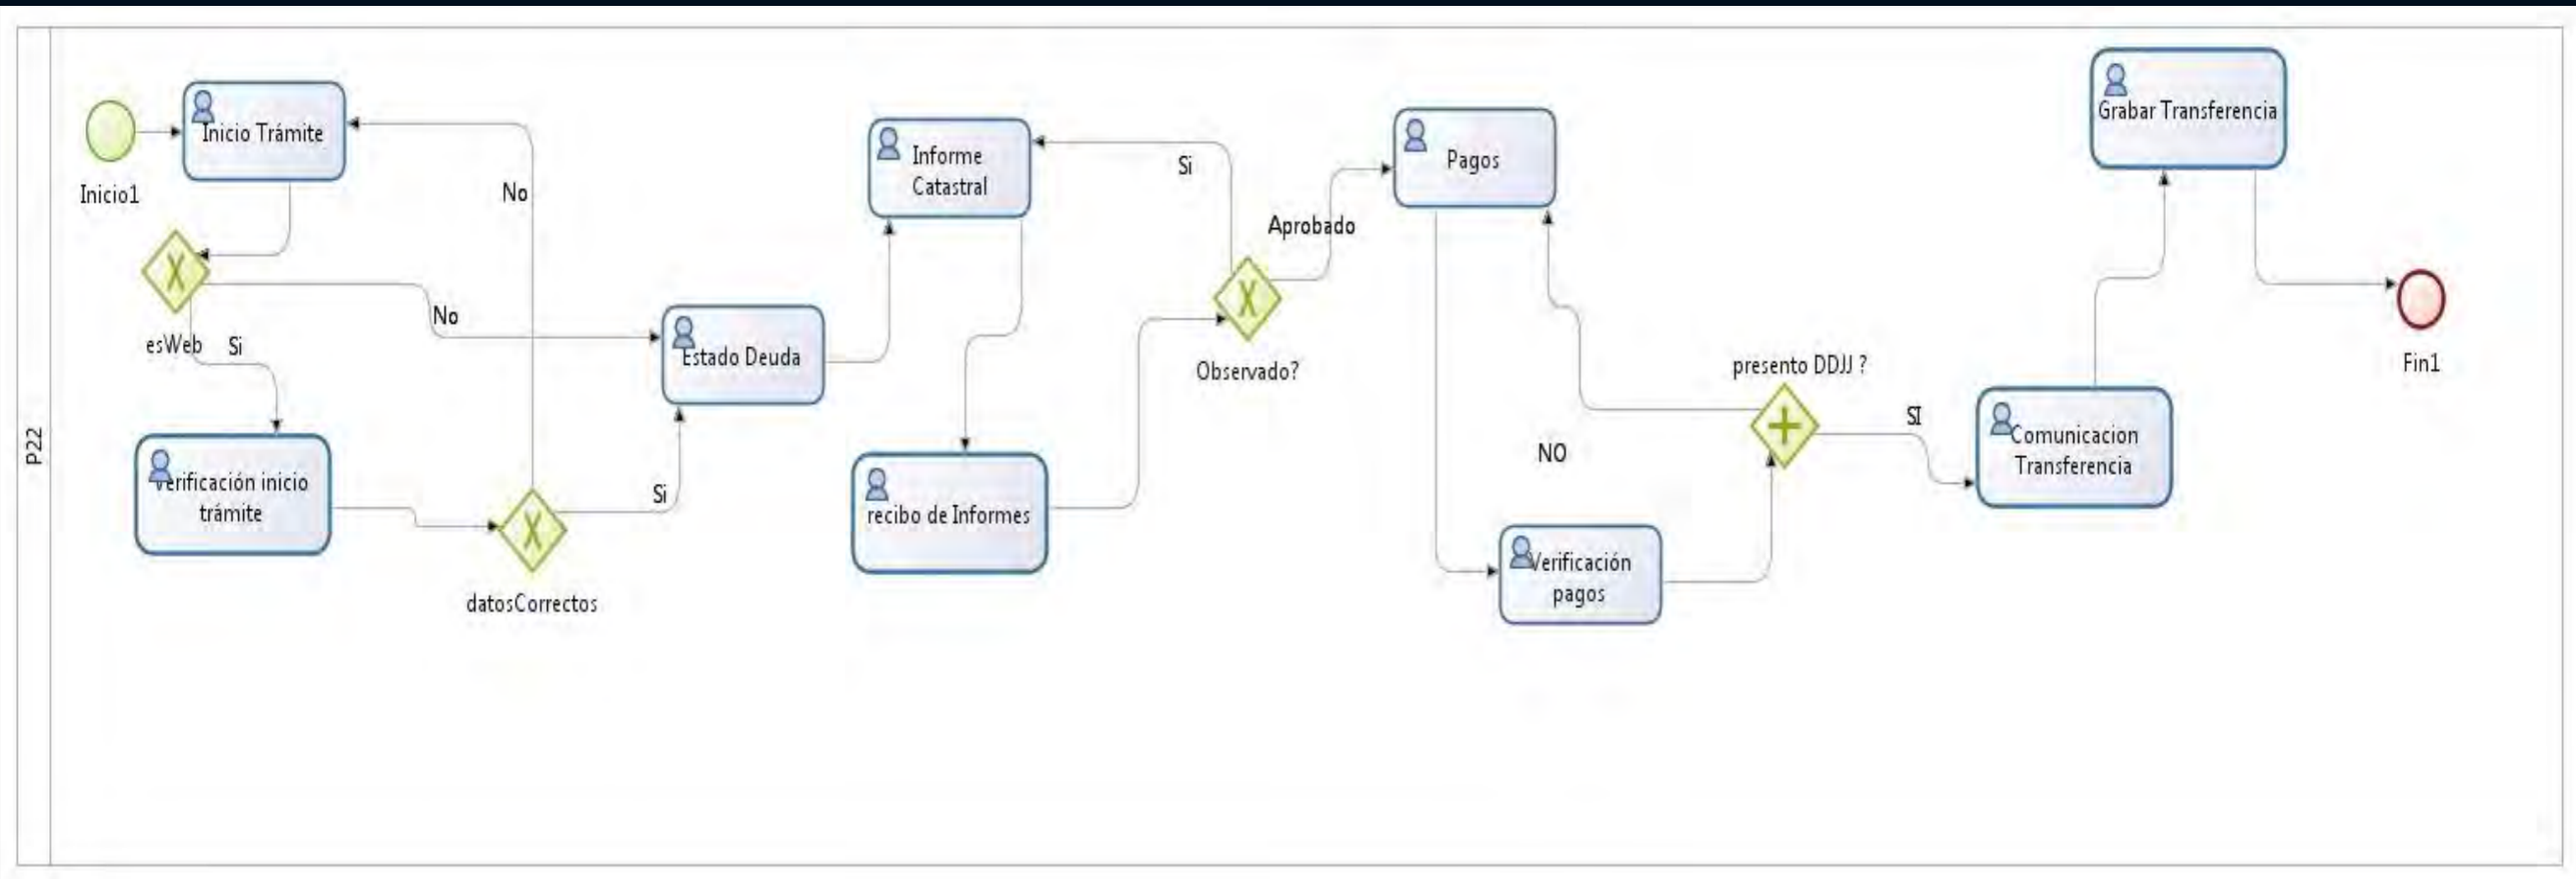 P22
Inicio1
Inicio Trámite
No
esWeb
Si
No
Verificación inicio
trámite
datosCorrectos
Si
Estado Deuda
Informe
Catastral
recibo de Informes
Si
Observado?
Aprobado
Pagos
NO
Verificación
pagos
presento DDJJ ?
SI
Comunicacion
Transferencia
Grabar Transferencia
Fin1